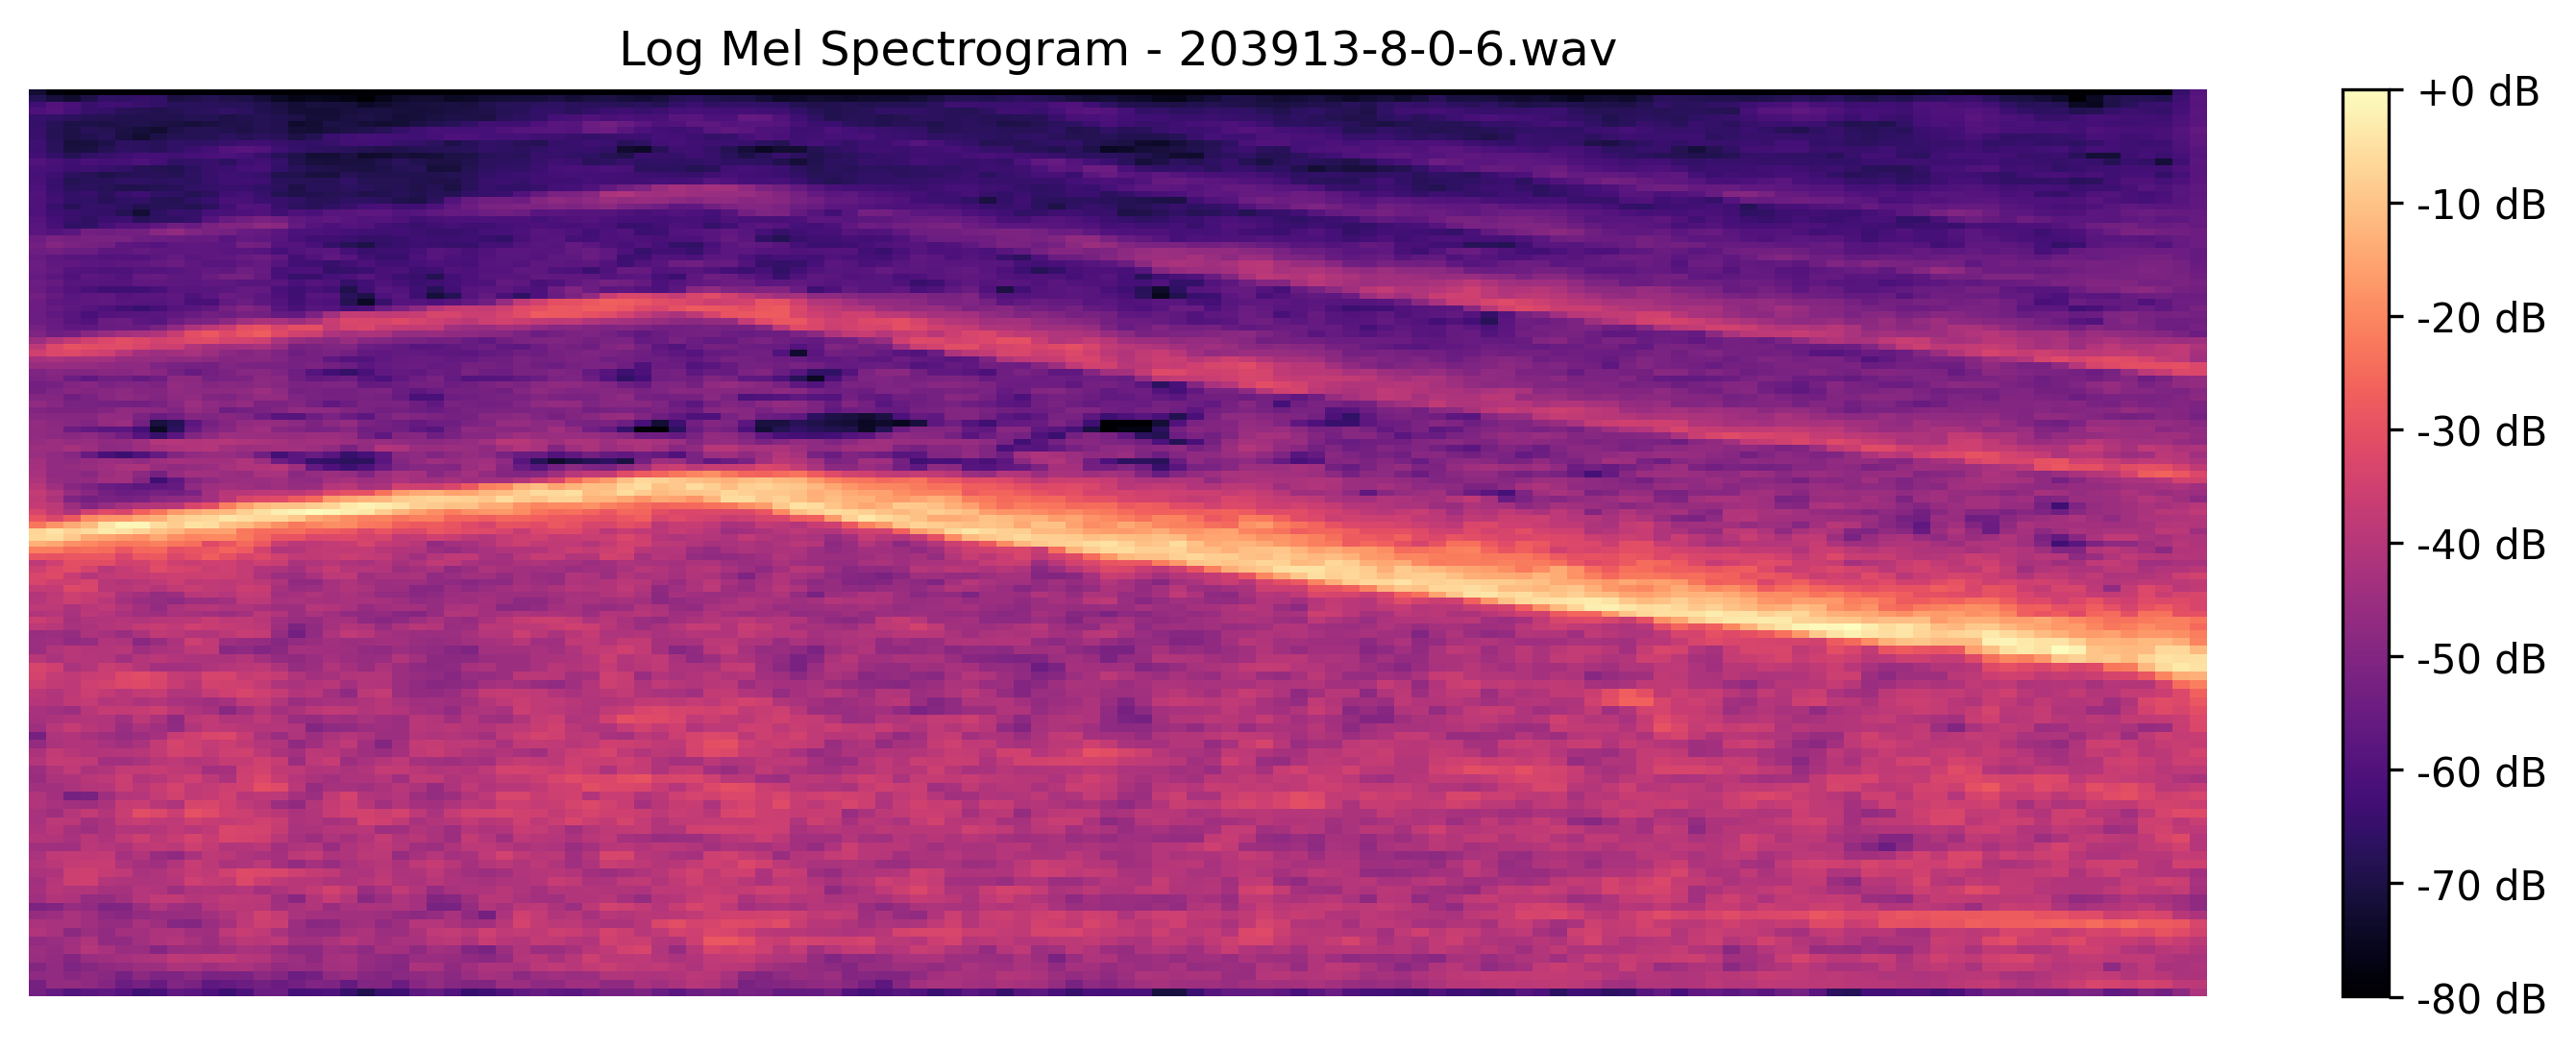 Log Mel Spectrogram - 203913-8-0-6.wav
+0 dB
-10 dB
-20 dB
-30 dB
-40 dB
-50 dB
-60 dB
-70 dB
-80 dB